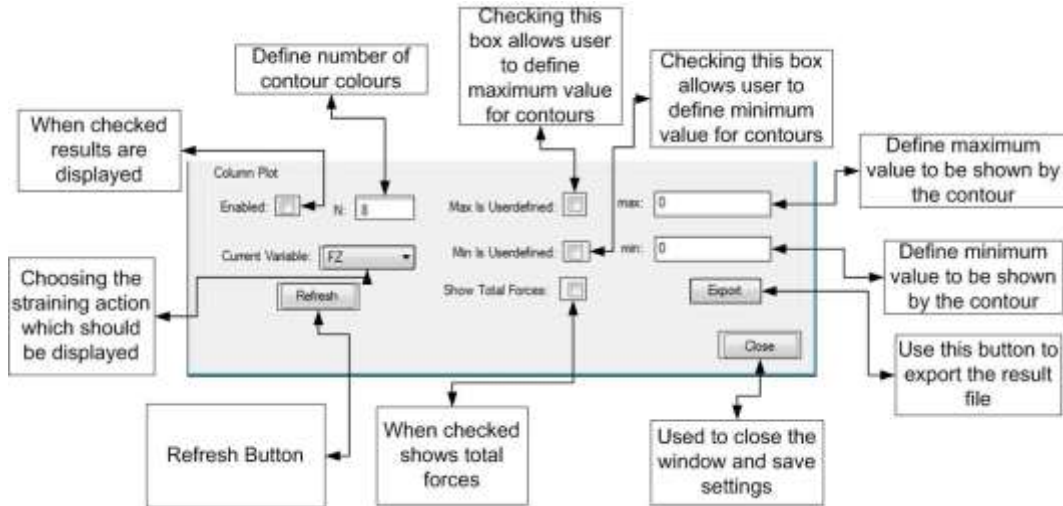 Checking this
box allows user
to define
maximum value
for contours
Define number of
contour colours
Checking this box
allows user to
define minimum
value for contours
When checked
results are
displayed
Define maximum
value to be shown by
the contour
Column Plot
Enabled:
N: 8
Max Is Userdefined:
max: 0
Current Variable: FZ
Min Is Userdefined:
min: 0
Define minimum
value to be shown
by the contour
Choosing the
straining action
which should
be displayed
Refresh
Show Total Forces:
Export
Close
Use this button to
export the result
file
Refresh Button
When checked
shows total
forces
Used to close the
window and save
settings